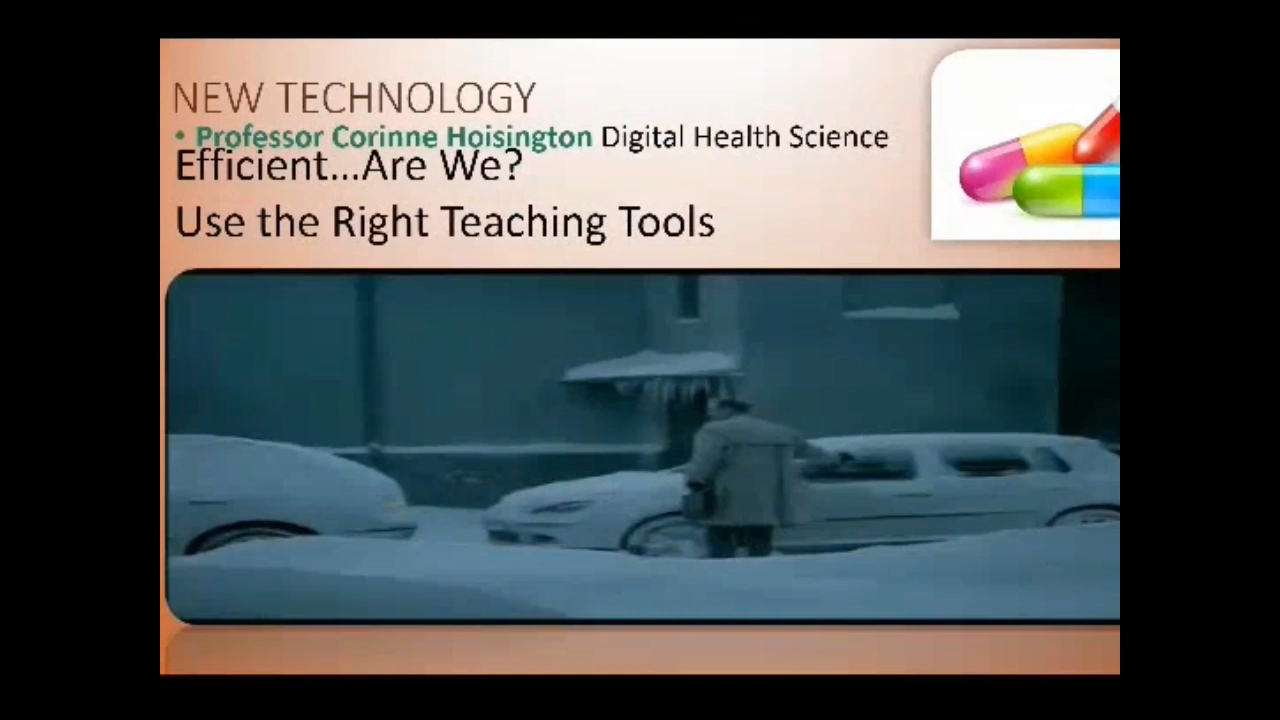 NEW TECHNOLOGY
• Professor Corinne Hoisington Digital Health Science
Efficient...Are We?
Use the Right Teaching Tools